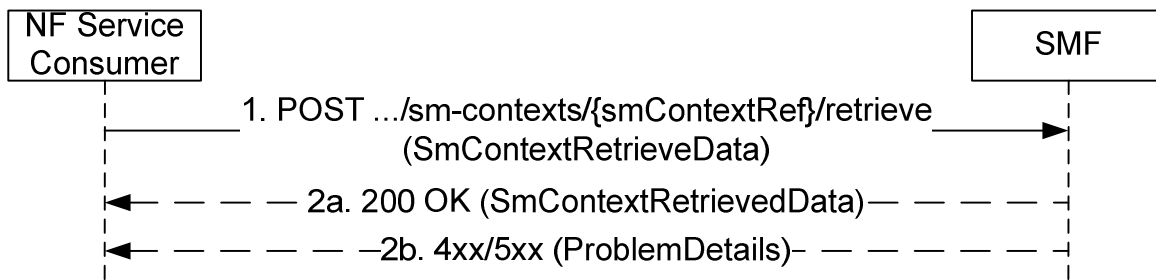 NF Service
Consumer
SMF
1. POST .../sm-contexts/{smContextRef}/retrieve
(SmContextRetrieveData)
2a. 200 OK (SmContextRetrievedData)
2b. 4xx/5xx (ProblemDetails)